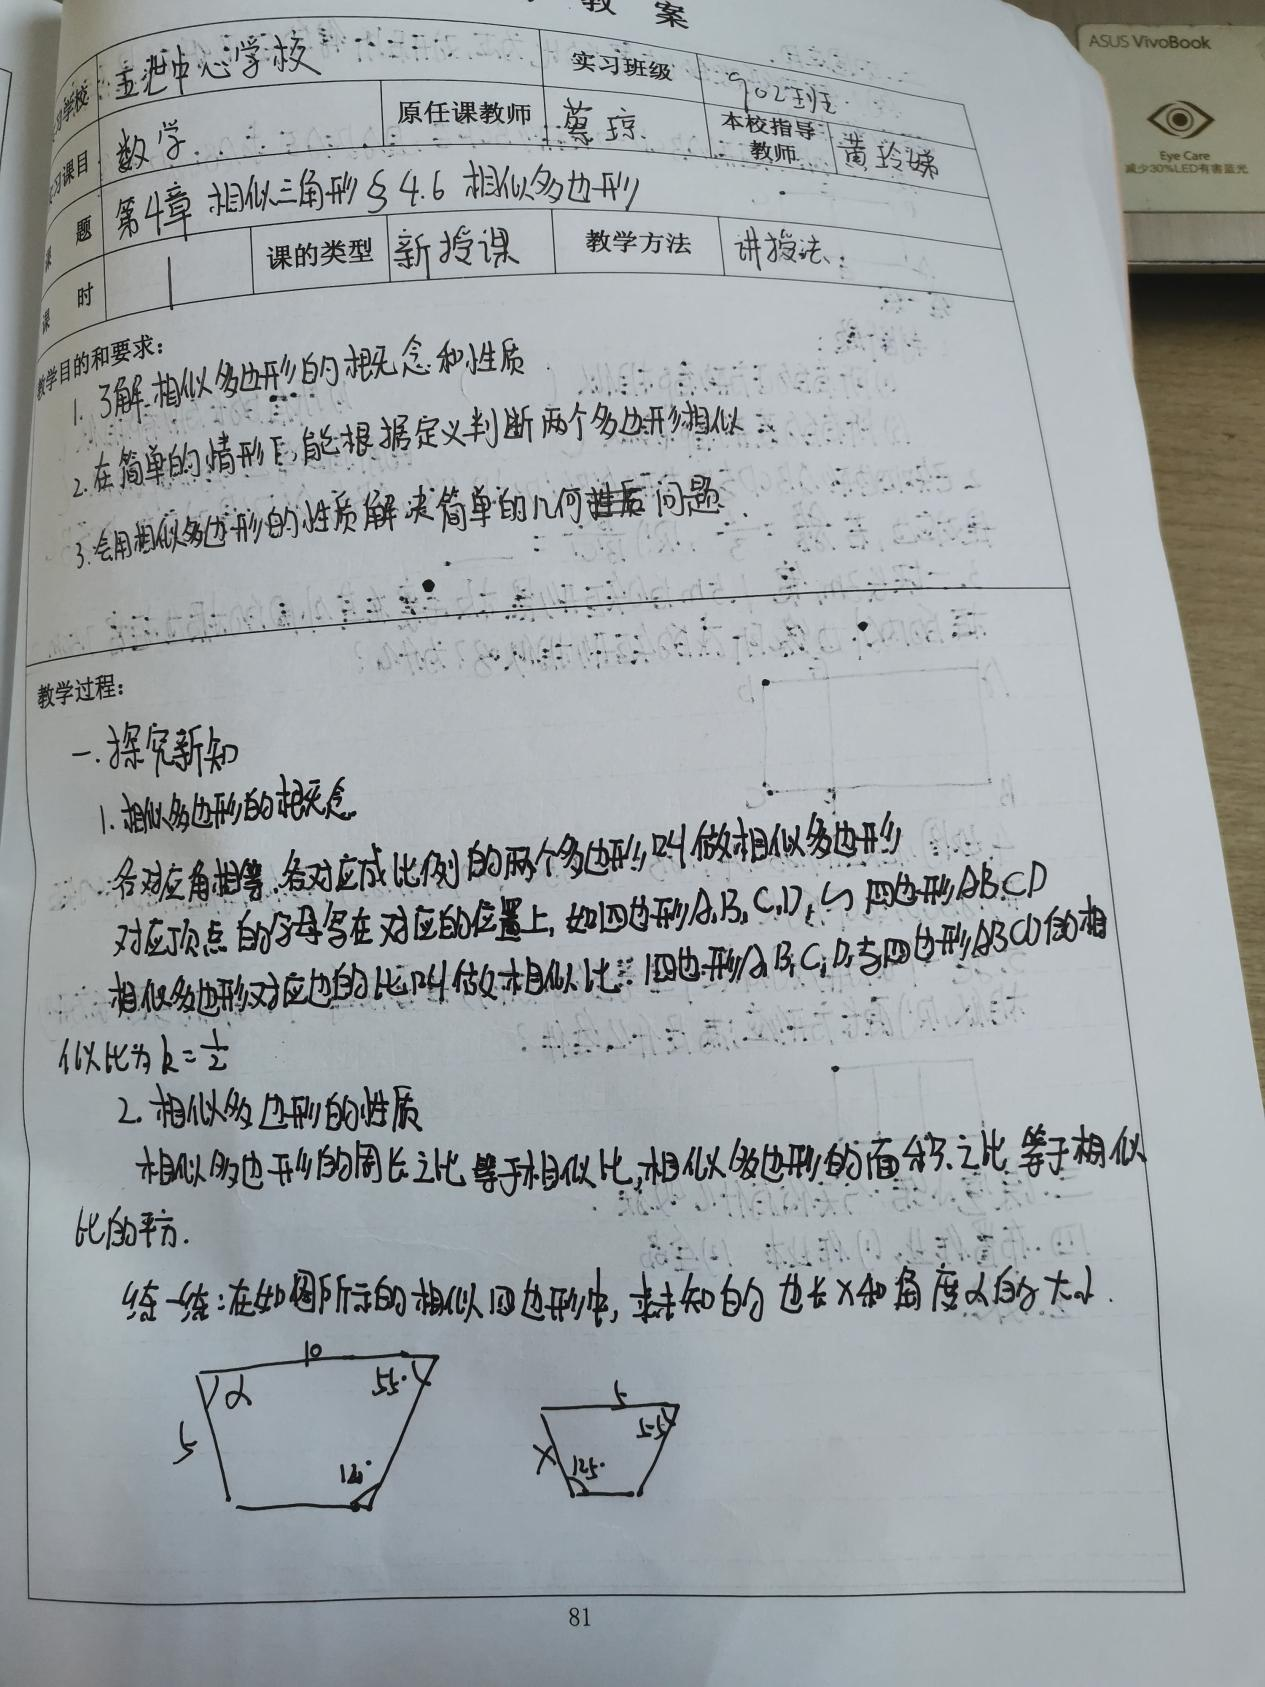 教案
ASUS VivoBook
Eye Care
减少30%LED有害蓝光
实习学校 五泄中心学校 实习班级 902班
实习课目 数学 原任课教师 蔡琼 本校指导教师 黄玲娣
课题 第4章 相似三角形 § 4.6 相似多边形
课时 1 课的类型 新授课 教学方法 讲授法
教学目的和要求:
1. 了解相似多边形的概念和性质
2. 在简单的情形下,能根据定义判断两个多边形相似
3. 会用相似多边形的性质解决简单的几何问题.
教学过程:
一. 探究新知
1. 相似多边形的概念
各对应角相等、各对应成比例的两个多边形叫做相似多边形
对应顶点的字母写在对应的位置上, 如四边形A₁B₁C₁D₁∽四边形ABCD
相似多边形对应边的比叫做相似比: 四边形A₁B₁C₁D₁与四边形ABCD的相
似比为k=1/2
2. 相似多边形的性质
相似多边形的周长之比等于相似比,相似多边形的面积之比等于相似
比的平方.
练一练:在如图所示的相似四边形中, 求未知的边长x和角度α的大小.
10
α 55°
5
120°
5
55°
x 125°
81